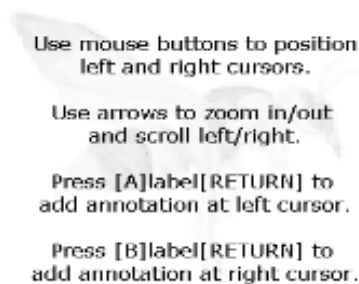 Use mouse buttons to position
left and right cursors.
Use arrows to zoom in/out
and scroll left/right.
Press [A]label[RETURN] to
add annotation at left cursor.
Press [B]label[RETURN] to
add annotation at right cursor.